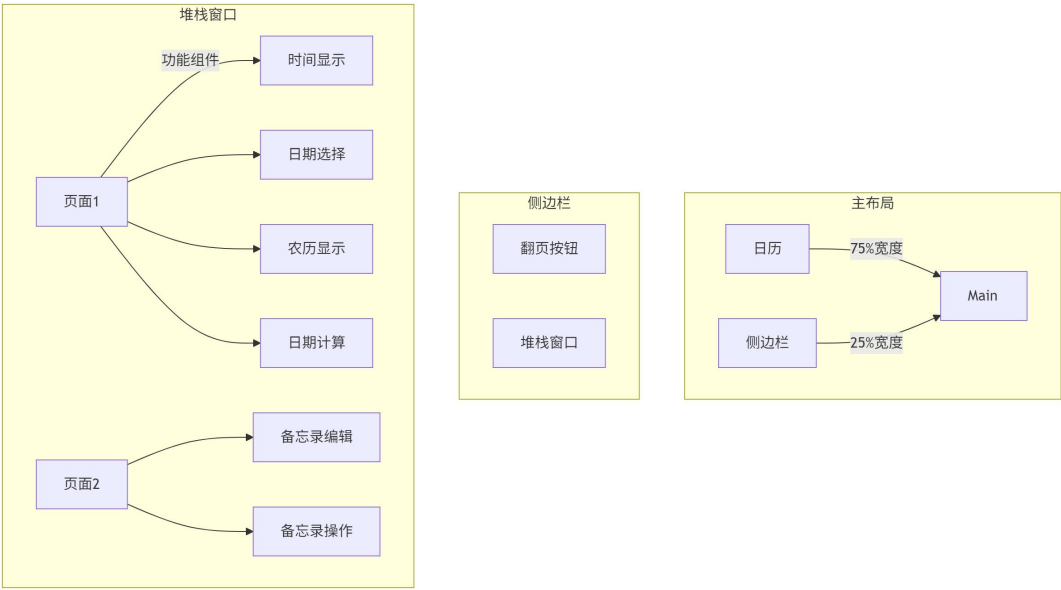 堆栈窗口
功能组件
时间显示
日期选择
页面1
农历显示
日期计算
备忘录编辑
页面2
备忘录操作
侧边栏
翻页按钮
堆栈窗口
主布局
日历
75%宽度
Main
侧边栏
25%宽度